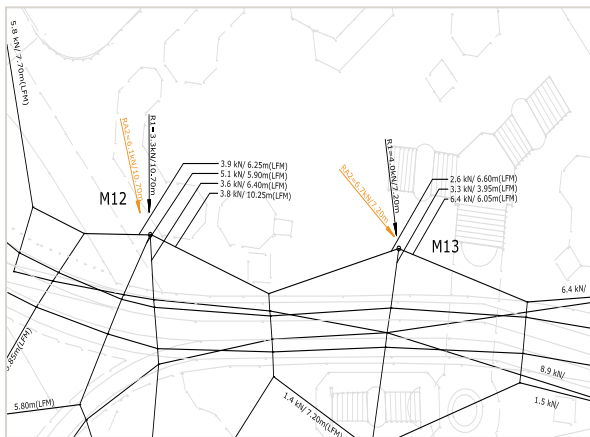 5.8 kN/ 7.70m(LFM)
RA2=6.1kN/10.70m
R1=3.3kN/10.70m
3.9 kN/ 6.25m(LFM)
5.1 kN/ 5.90m(LFM)
3.6 kN/ 6.40m(LFM)
3.8 kN/ 10.25m(LFM)
M12
R1=4.0kN/7.20m
RA2=6.7kN/7.20m
2.6 kN/ 6.60m(LFM)
3.3 kN/ 3.95m(LFM)
6.4 kN/ 6.05m(LFM)
M13
6.4 kN/
8.9 kN/
1.5 kN/
.85m(LFM)
5.80m(LFM)
1.4 kN/ 7.20m(LFM)